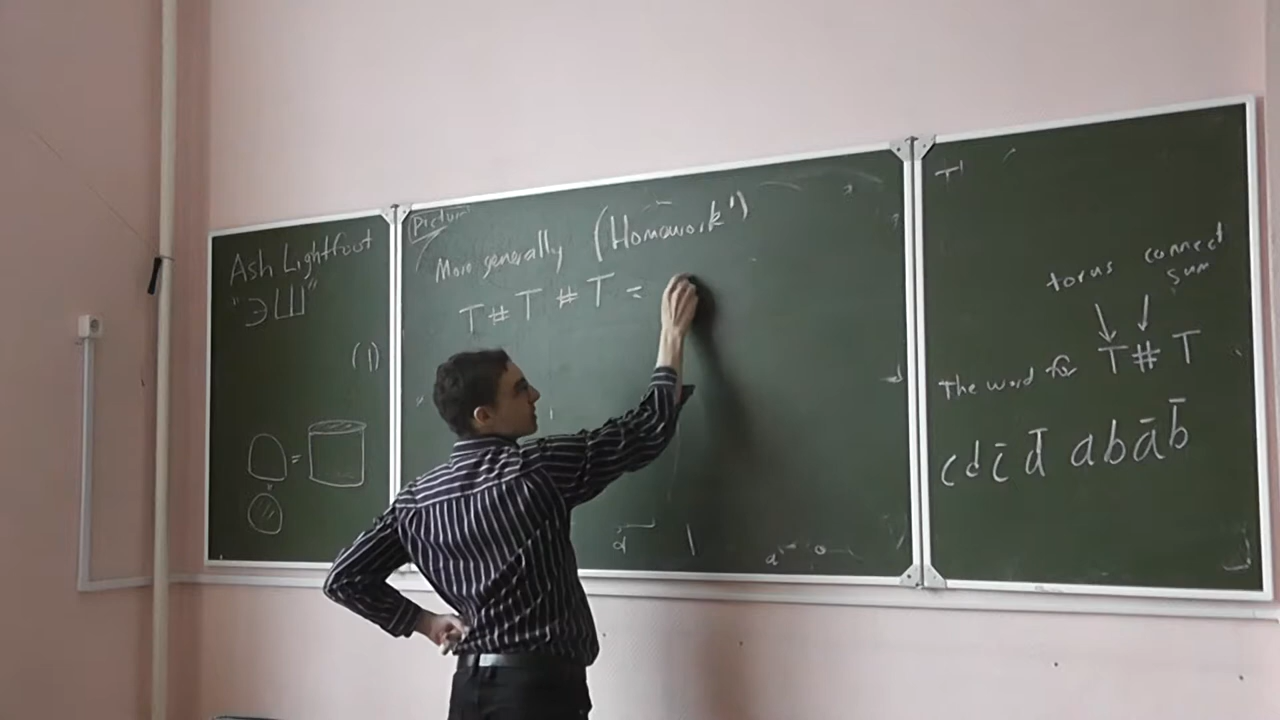 Ash Lightfoot
"ЭШ"
(1)
=
Picture
More generally (Homework!)
T # T # T =
torus connect
sum
The word for T # T
c d c̄ d̄ a b ā b̄